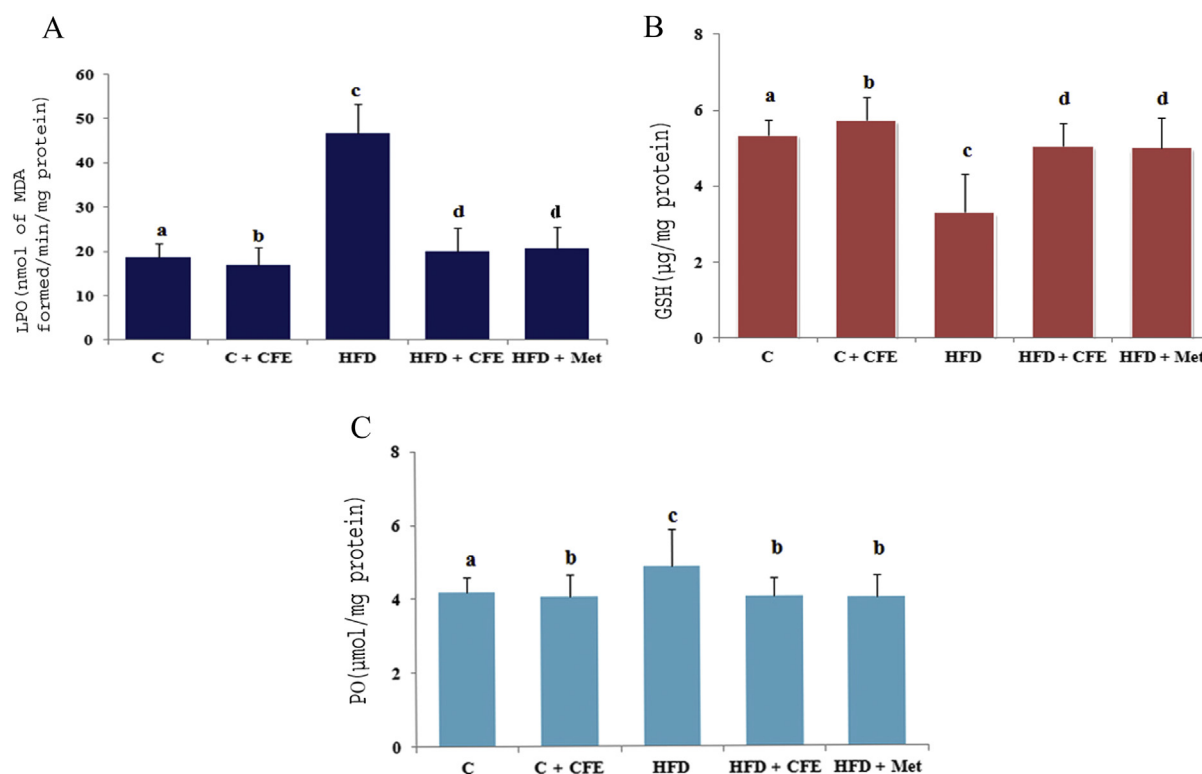 A
LPO(nmol of MDA
formed/min/mg protein)
60
50
40
30
20
10
0
a
b
c
d
d
C
C + CFE
HFD
HFD + CFE
HFD + Met
B
GSH(µg/mg protein)
8
6
4
2
0
a
b
c
d
d
C
C + CFE
HFD
HFD + CFE
HFD + Met
C
PO(µmol/mg protein)
8
6
4
2
0
a
b
c
b
b
C
C + CFE
HFD
HFD + CFE
HFD + Met